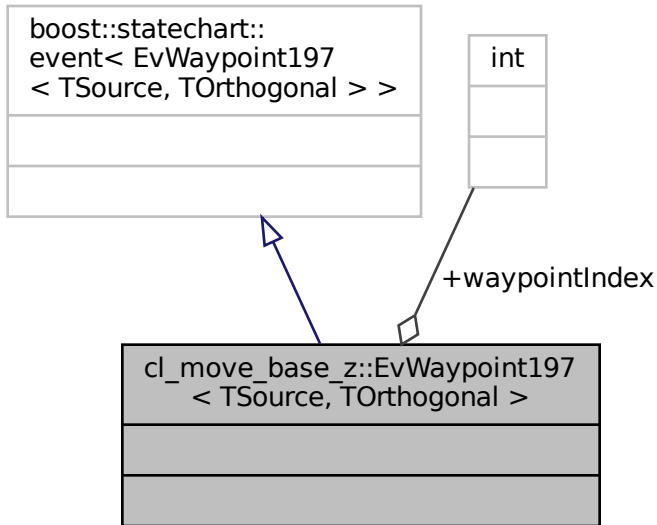 boost::statechart::
event< EvWaypoint197
< TSource, TOrthogonal > >
int
+waypointIndex
cl_move_base_z::EvWaypoint197
< TSource, TOrthogonal >